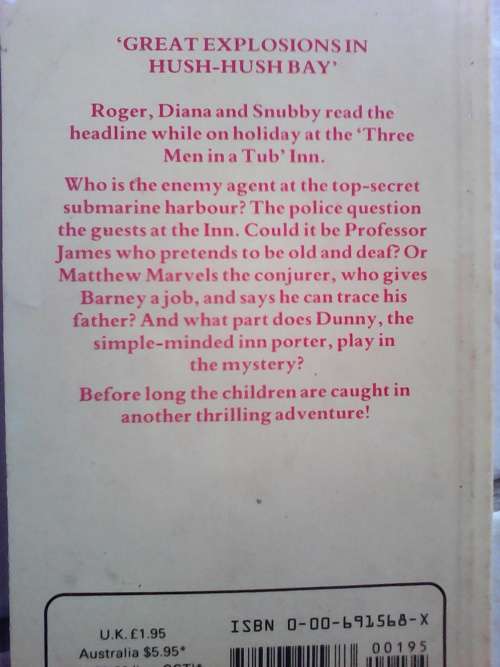 ‘GREAT EXPLOSIONS IN
HUSH-HUSH BAY’
Roger, Diana and Snubby read the
headline while on holiday at the ‘Three
Men in a Tub’ Inn.
Who is the enemy agent at the top-secret
submarine harbour? The police question
the guests at the Inn. Could it be Professor
James who pretends to be old and deaf? Or
Matthew Marvels the conjurer, who gives
Barney a job, and says he can trace his
father? And what part does Dunny, the
simple-minded inn porter, play in
the mystery?
Before long the children are caught in
another thrilling adventure!
U.K. £1.95
Australia $5.95*
ISBN 0-00-691568-X
00195